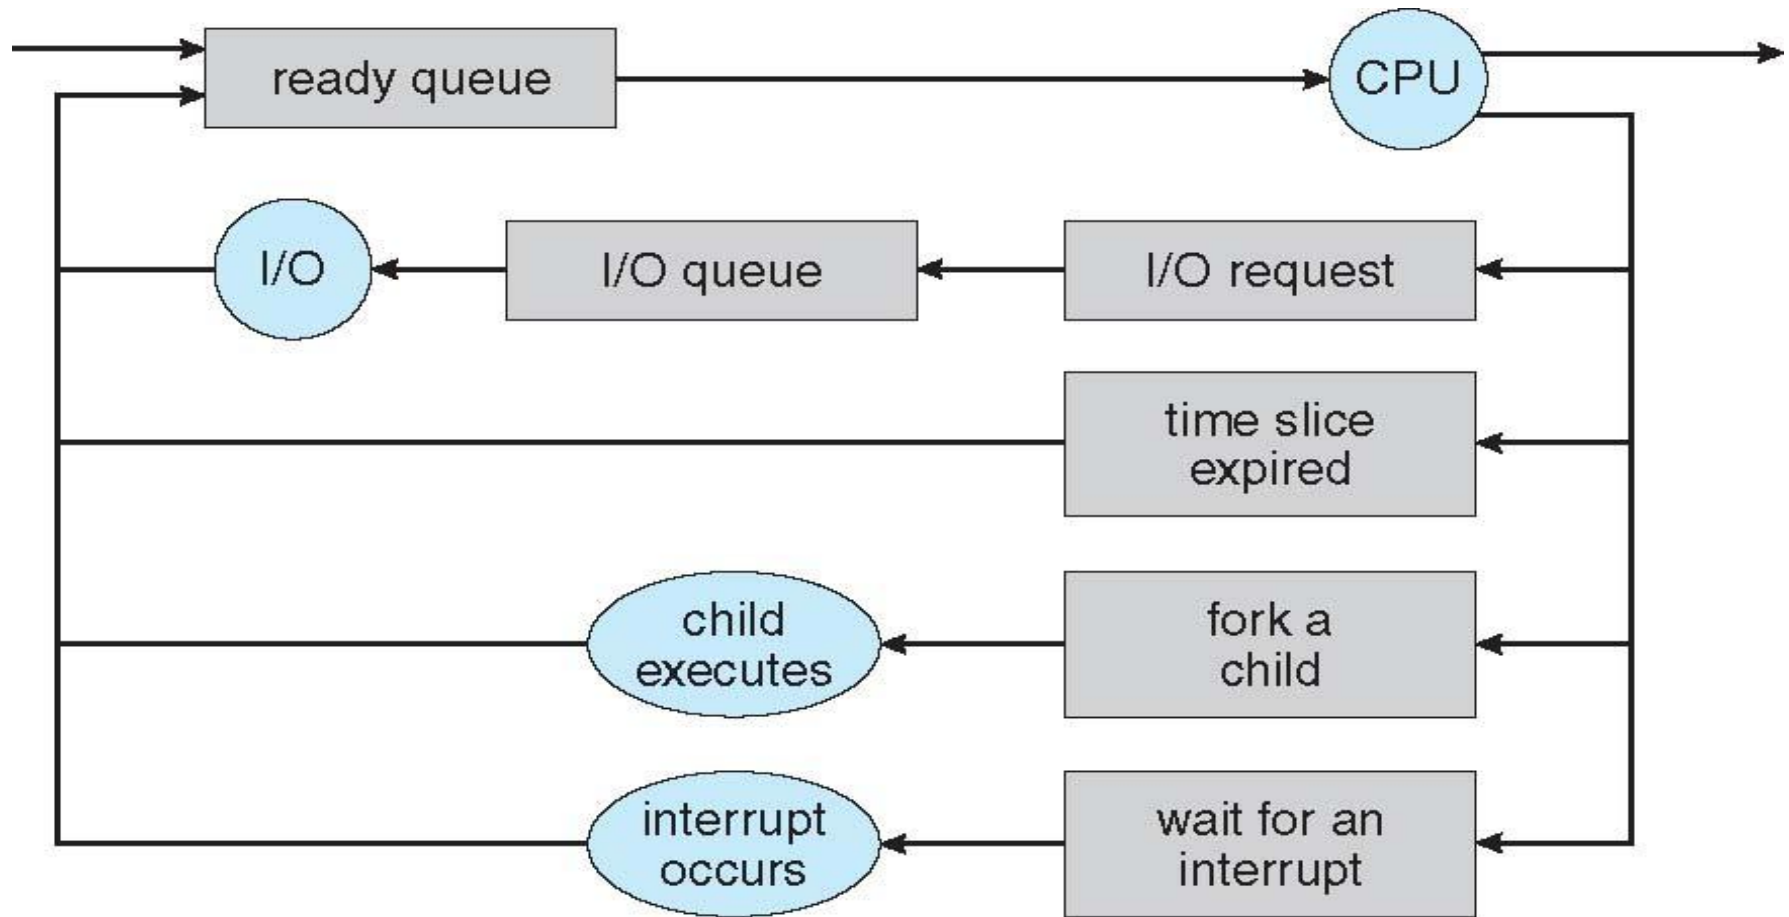 ready queue
CPU
I/O
I/O queue
I/O request
time slice
expired
child
executes
fork a
child
interrupt
occurs
wait for an
interrupt